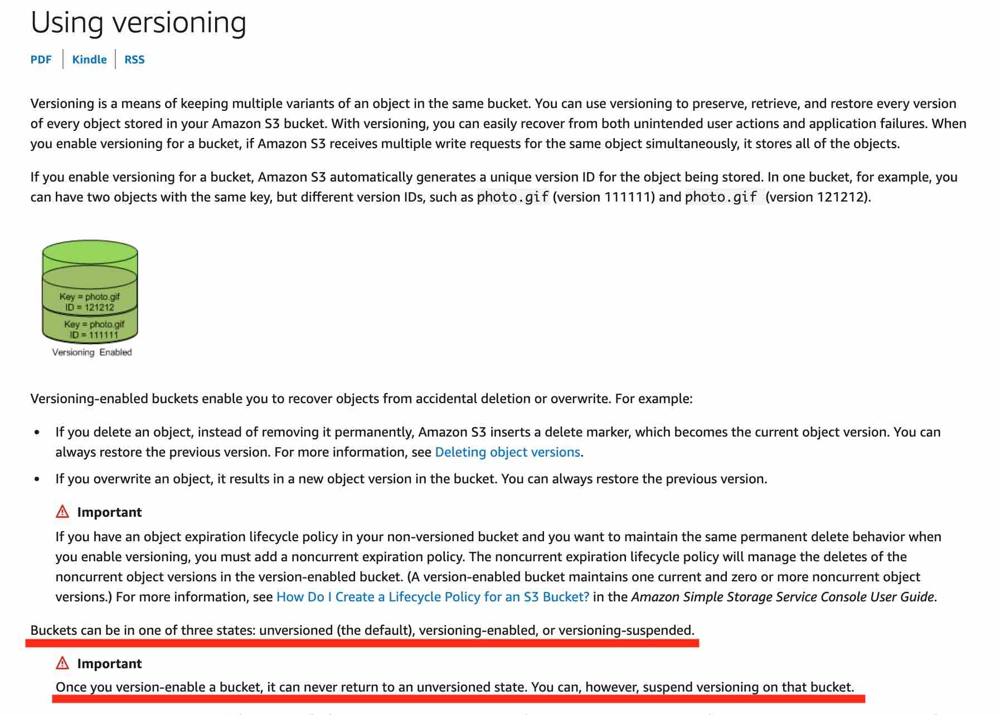 Using versioning
PDF
Kindle
RSS
Versioning is a means of keeping multiple variants of an object in the same bucket. You can use versioning to preserve, retrieve, and restore every version
of every object stored in your Amazon S3 bucket. With versioning, you can easily recover from both unintended user actions and application failures. When
you enable versioning for a bucket, if Amazon S3 receives multiple write requests for the same object simultaneously, it stores all of the objects.
If you enable versioning for a bucket, Amazon S3 automatically generates a unique version ID for the object being stored. In one bucket, for example, you
can have two objects with the same key, but different version IDs, such as photo.gif (version 111111) and photo.gif (version 121212).
Key = photo.gif
ID = 121212
Key = photo.gif
ID = 111111
Versioning Enabled
Versioning-enabled buckets enable you to recover objects from accidental deletion or overwrite. For example:
• If you delete an object, instead of removing it permanently, Amazon S3 inserts a delete marker, which becomes the current object version. You can
always restore the previous version. For more information, see Deleting object versions.
• If you overwrite an object, it results in a new object version in the bucket. You can always restore the previous version.
Important
If you have an object expiration lifecycle policy in your non-versioned bucket and you want to maintain the same permanent delete behavior when
you enable versioning, you must add a noncurrent expiration policy. The noncurrent expiration lifecycle policy will manage the deletes of the
noncurrent object versions in the version-enabled bucket. (A version-enabled bucket maintains one current and zero or more noncurrent object
versions.) For more information, see How Do I Create a Lifecycle Policy for an S3 Bucket? in the Amazon Simple Storage Service Console User Guide.
Buckets can be in one of three states: unversioned (the default), versioning-enabled, or versioning-suspended.
Important
Once you version-enable a bucket, it can never return to an unversioned state. You can, however, suspend versioning on that bucket.